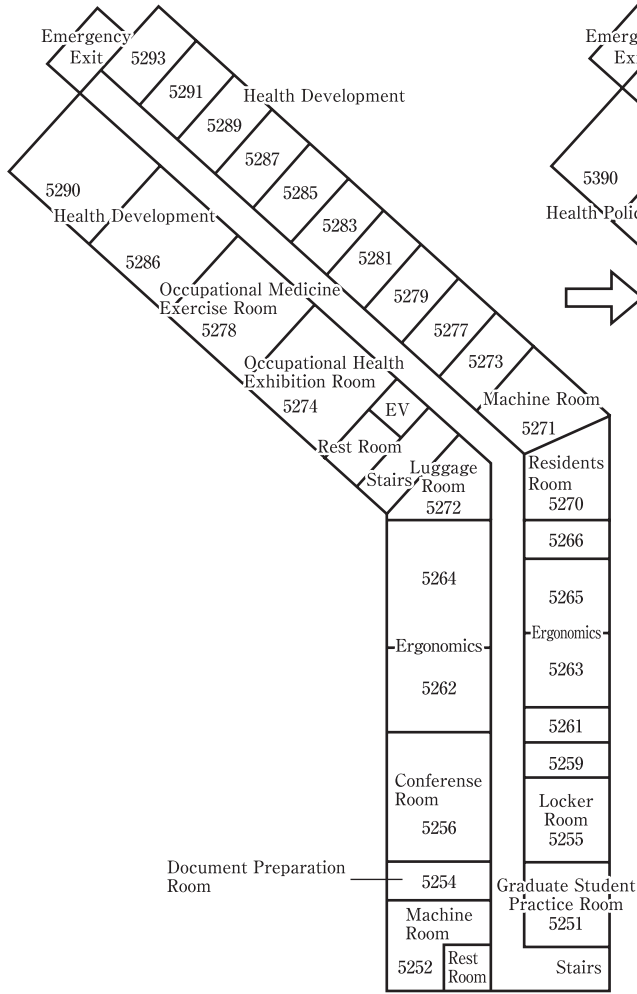 Emergency
Exit
5293
5291
Health Development
5289
5287
5285
5283
5281
5279
5277
5273
Machine Room
5271
5290
Health Development
5286
Occupational Medicine
Exercise Room
5278
Occupational Health
Exhibition Room
5274
EV
Rest Room
Stairs
Luggage
Room
5272
Residents
Room
5270
5266
5264
5265
Ergonomics
Ergonomics
5262
5263
5261
5259
Conferense
Room
5256
Locker
Room
5255
Document Preparation
Room
5254
Graduate Student
Practice Room
5251
Machine
Room
5252
Rest
Room
Stairs
5390
Health